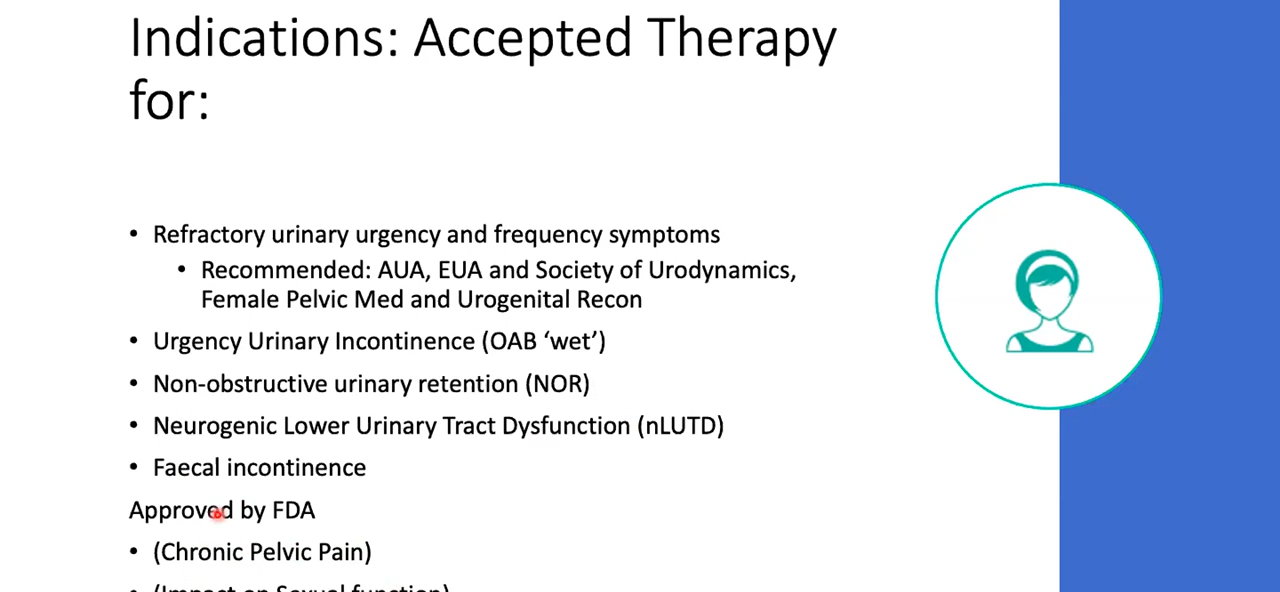 Indications: Accepted Therapy
for:
• Refractory urinary urgency and frequency symptoms
• Recommended: AUA, EUA and Society of Urodynamics,
Female Pelvic Med and Urogenital Recon
• Urgency Urinary Incontinence (OAB ‘wet’)
• Non-obstructive urinary retention (NOR)
• Neurogenic Lower Urinary Tract Dysfunction (nLUTD)
• Faecal incontinence
Approved by FDA
• (Chronic Pelvic Pain)
• (Impact on Sexual function)